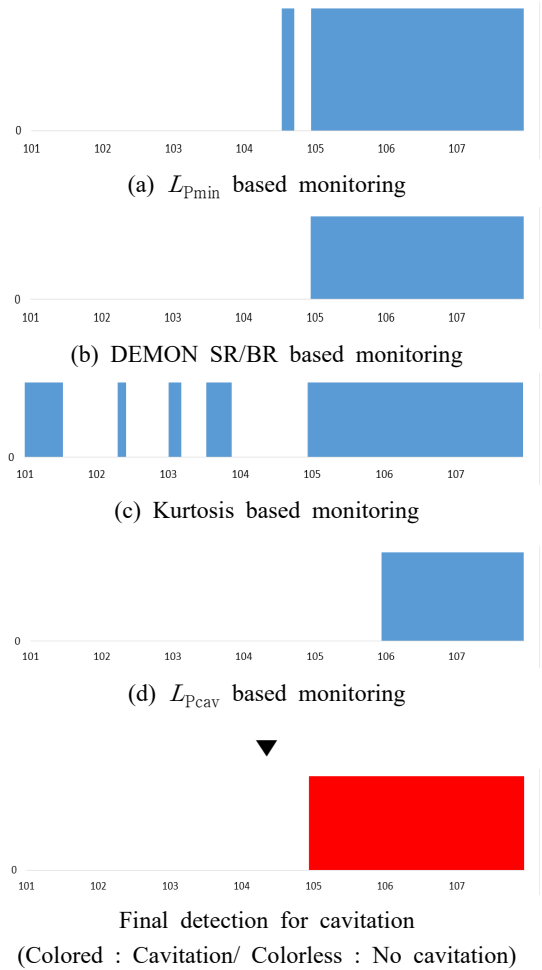 0
101 102 103 104 105 106 107
(a) LPmin based monitoring
0
101 102 103 104 105 106 107
(b) DEMON SR/BR based monitoring
0
101 102 103 104 105 106 107
(c) Kurtosis based monitoring
0
101 102 103 104 105 106 107
(d) LPcav based monitoring
0
101 102 103 104 105 106 107
Final detection for cavitation
(Colored : Cavitation/ Colorless : No cavitation)